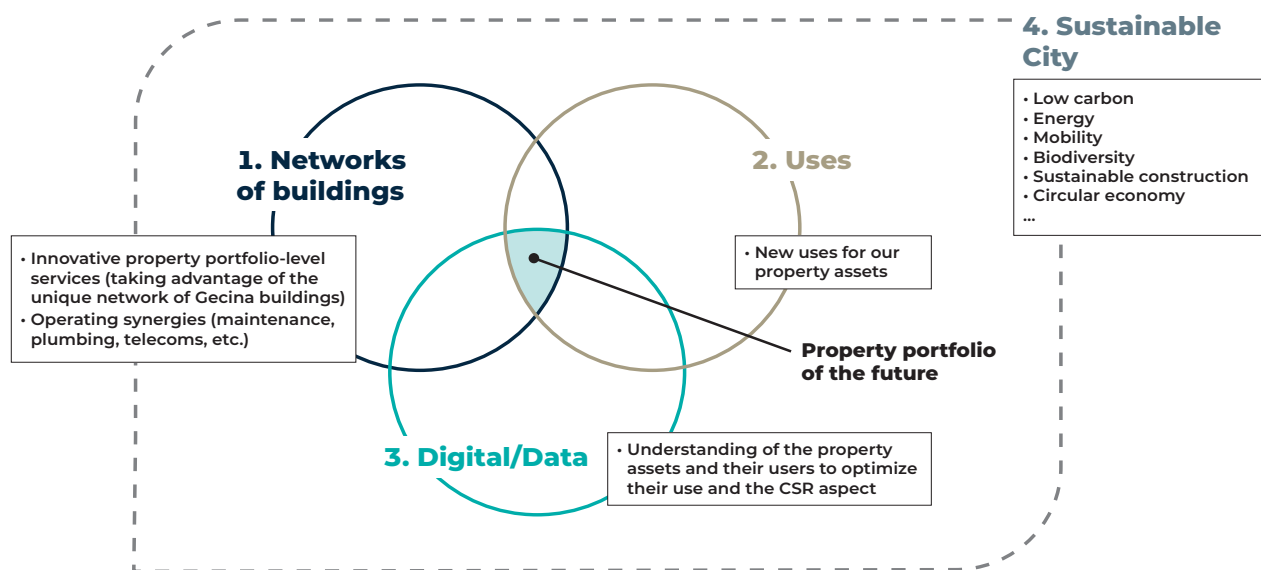 4. Sustainable
City
• Low carbon
• Energy
• Mobility
• Biodiversity
• Sustainable construction
• Circular economy
...
1. Networks
of buildings
2. Uses
• Innovative property portfolio-level
services (taking advantage of the
unique network of Gecina buildings)
• Operating synergies (maintenance,
plumbing, telecoms, etc.)
• New uses for our
property assets
Property portfolio
of the future
3. Digital/Data
• Understanding of the property
assets and their users to optimize
their use and the CSR aspect